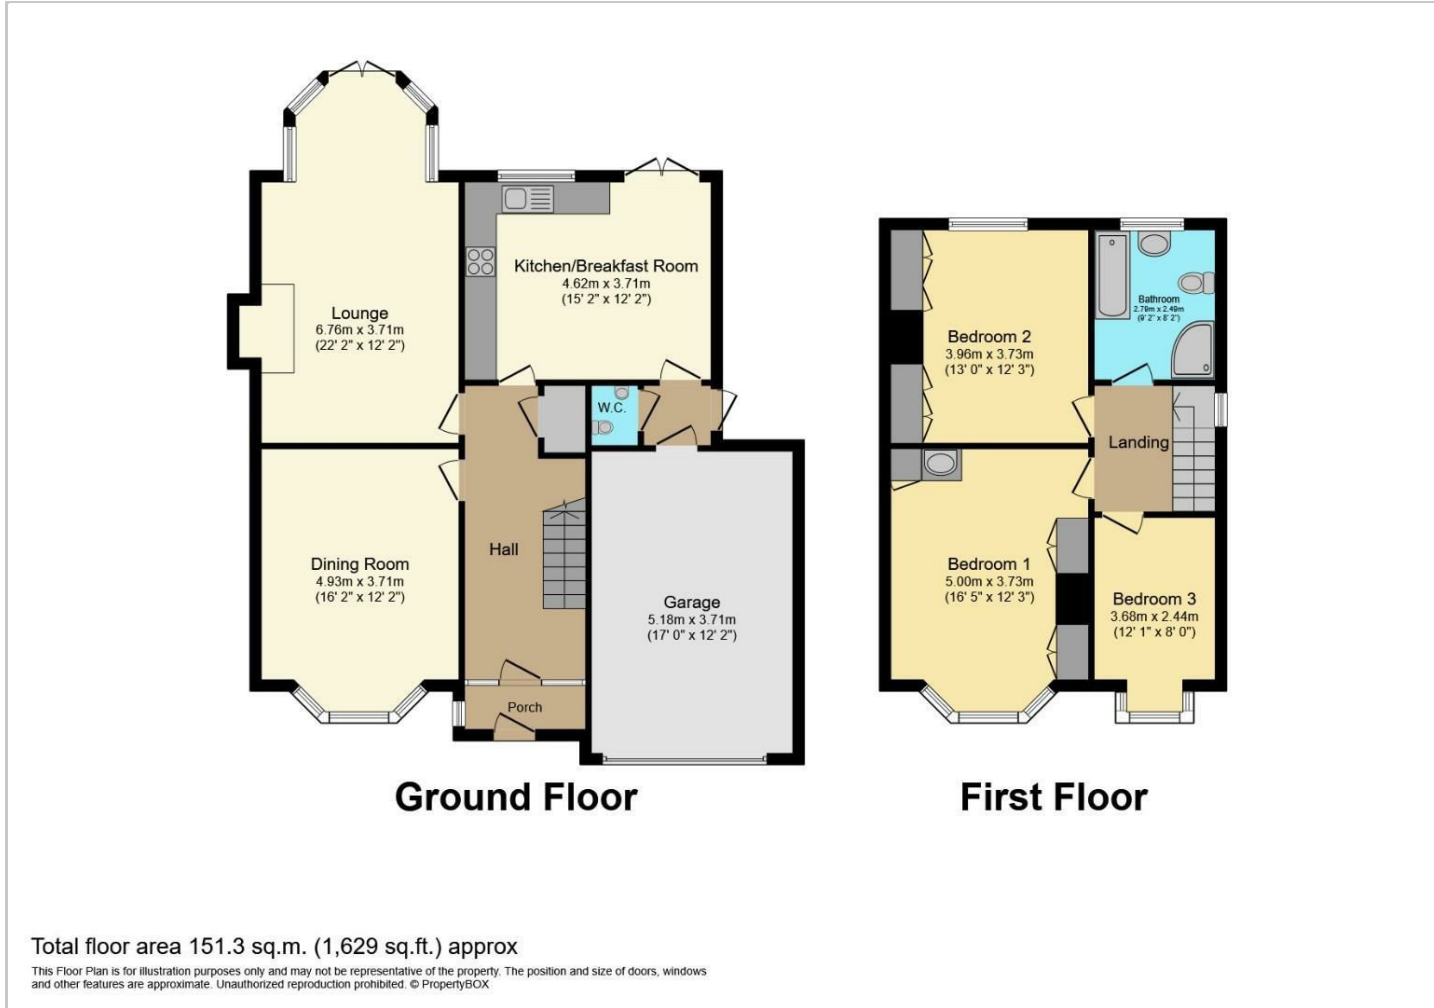 Lounge
6.76m x 3.71m
(22' 2" x 12' 2")
Kitchen/Breakfast Room
4.62m x 3.71m
(15' 2" x 12' 2")
W.C.
Dining Room
4.93m x 3.71m
(16' 2" x 12' 2")
Hall
Garage
5.18m x 3.71m
(17' 0" x 12' 2")
Porch
Ground Floor
Bedroom 2
3.96m x 3.73m
(13' 0" x 12' 3")
Bathroom
2.79m x 2.49m
(9' 2" x 8' 2")
Landing
Bedroom 1
5.00m x 3.73m
(16' 5" x 12' 3")
Bedroom 3
3.68m x 2.44m
(12' 1" x 8' 0")
First Floor
Total floor area 151.3 sq.m. (1,629 sq.ft.) approx
This Floor Plan is for illustration purposes only and may not be representative of the property. The position and size of doors, windows
and other features are approximate. Unauthorized reproduction prohibited. © PropertyBOX